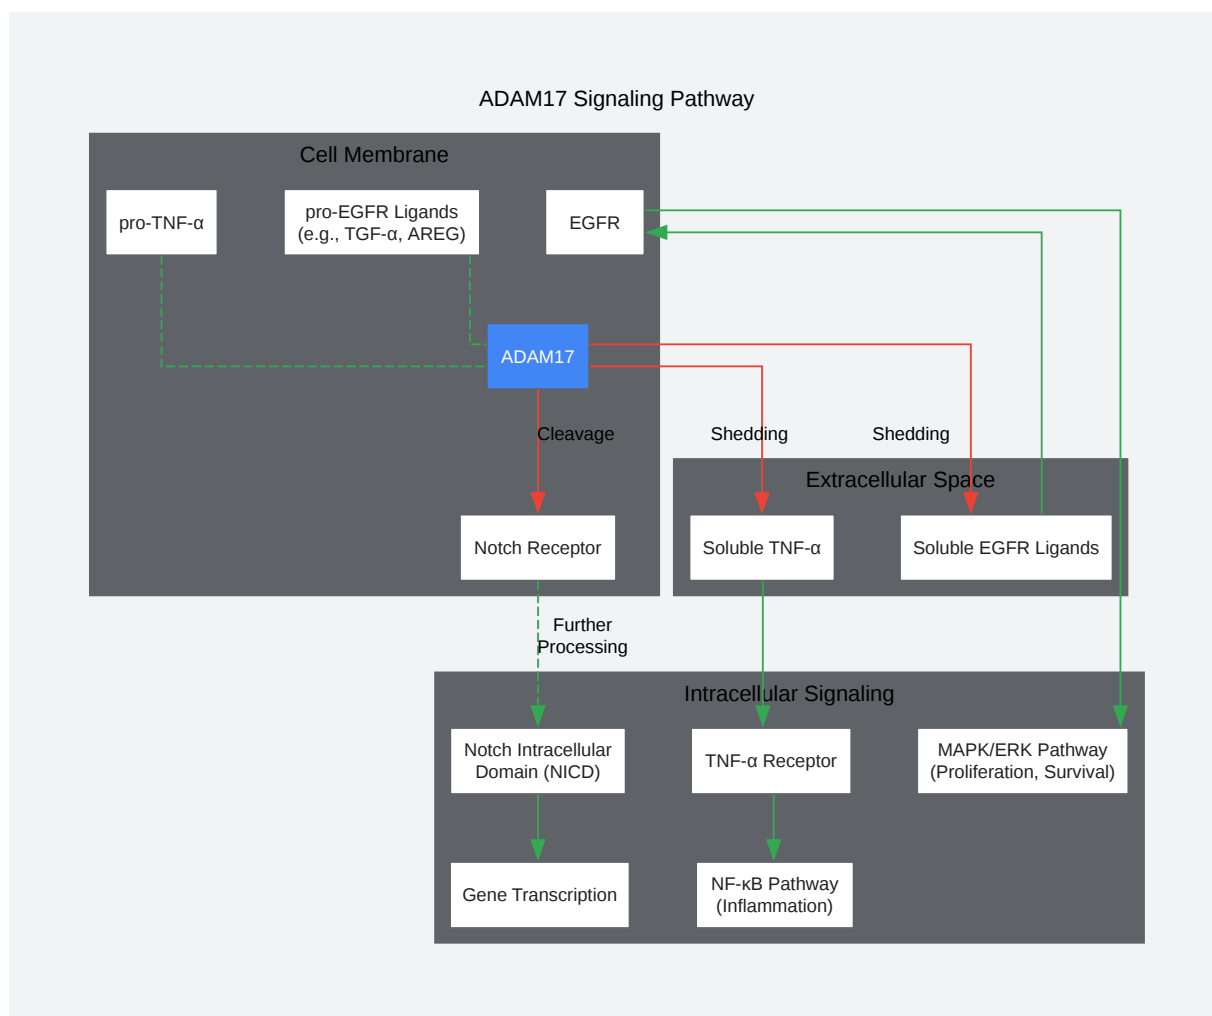 ADAM17 Signaling Pathway
Cell Membrane
pro-TNF-α
pro-EGFR Ligands
(e.g., TGF-α, AREG)
EGFR
ADAM17
Cleavage
Shedding
Shedding
Extracellular Space
Notch Receptor
Soluble TNF-α
Soluble EGFR Ligands
Further
Processing
Intracellular Signaling
Notch Intracellular
Domain (NICD)
TNF-α Receptor
MAPK/ERK Pathway
(Proliferation, Survival)
Gene Transcription
NF-κB Pathway
(Inflammation)